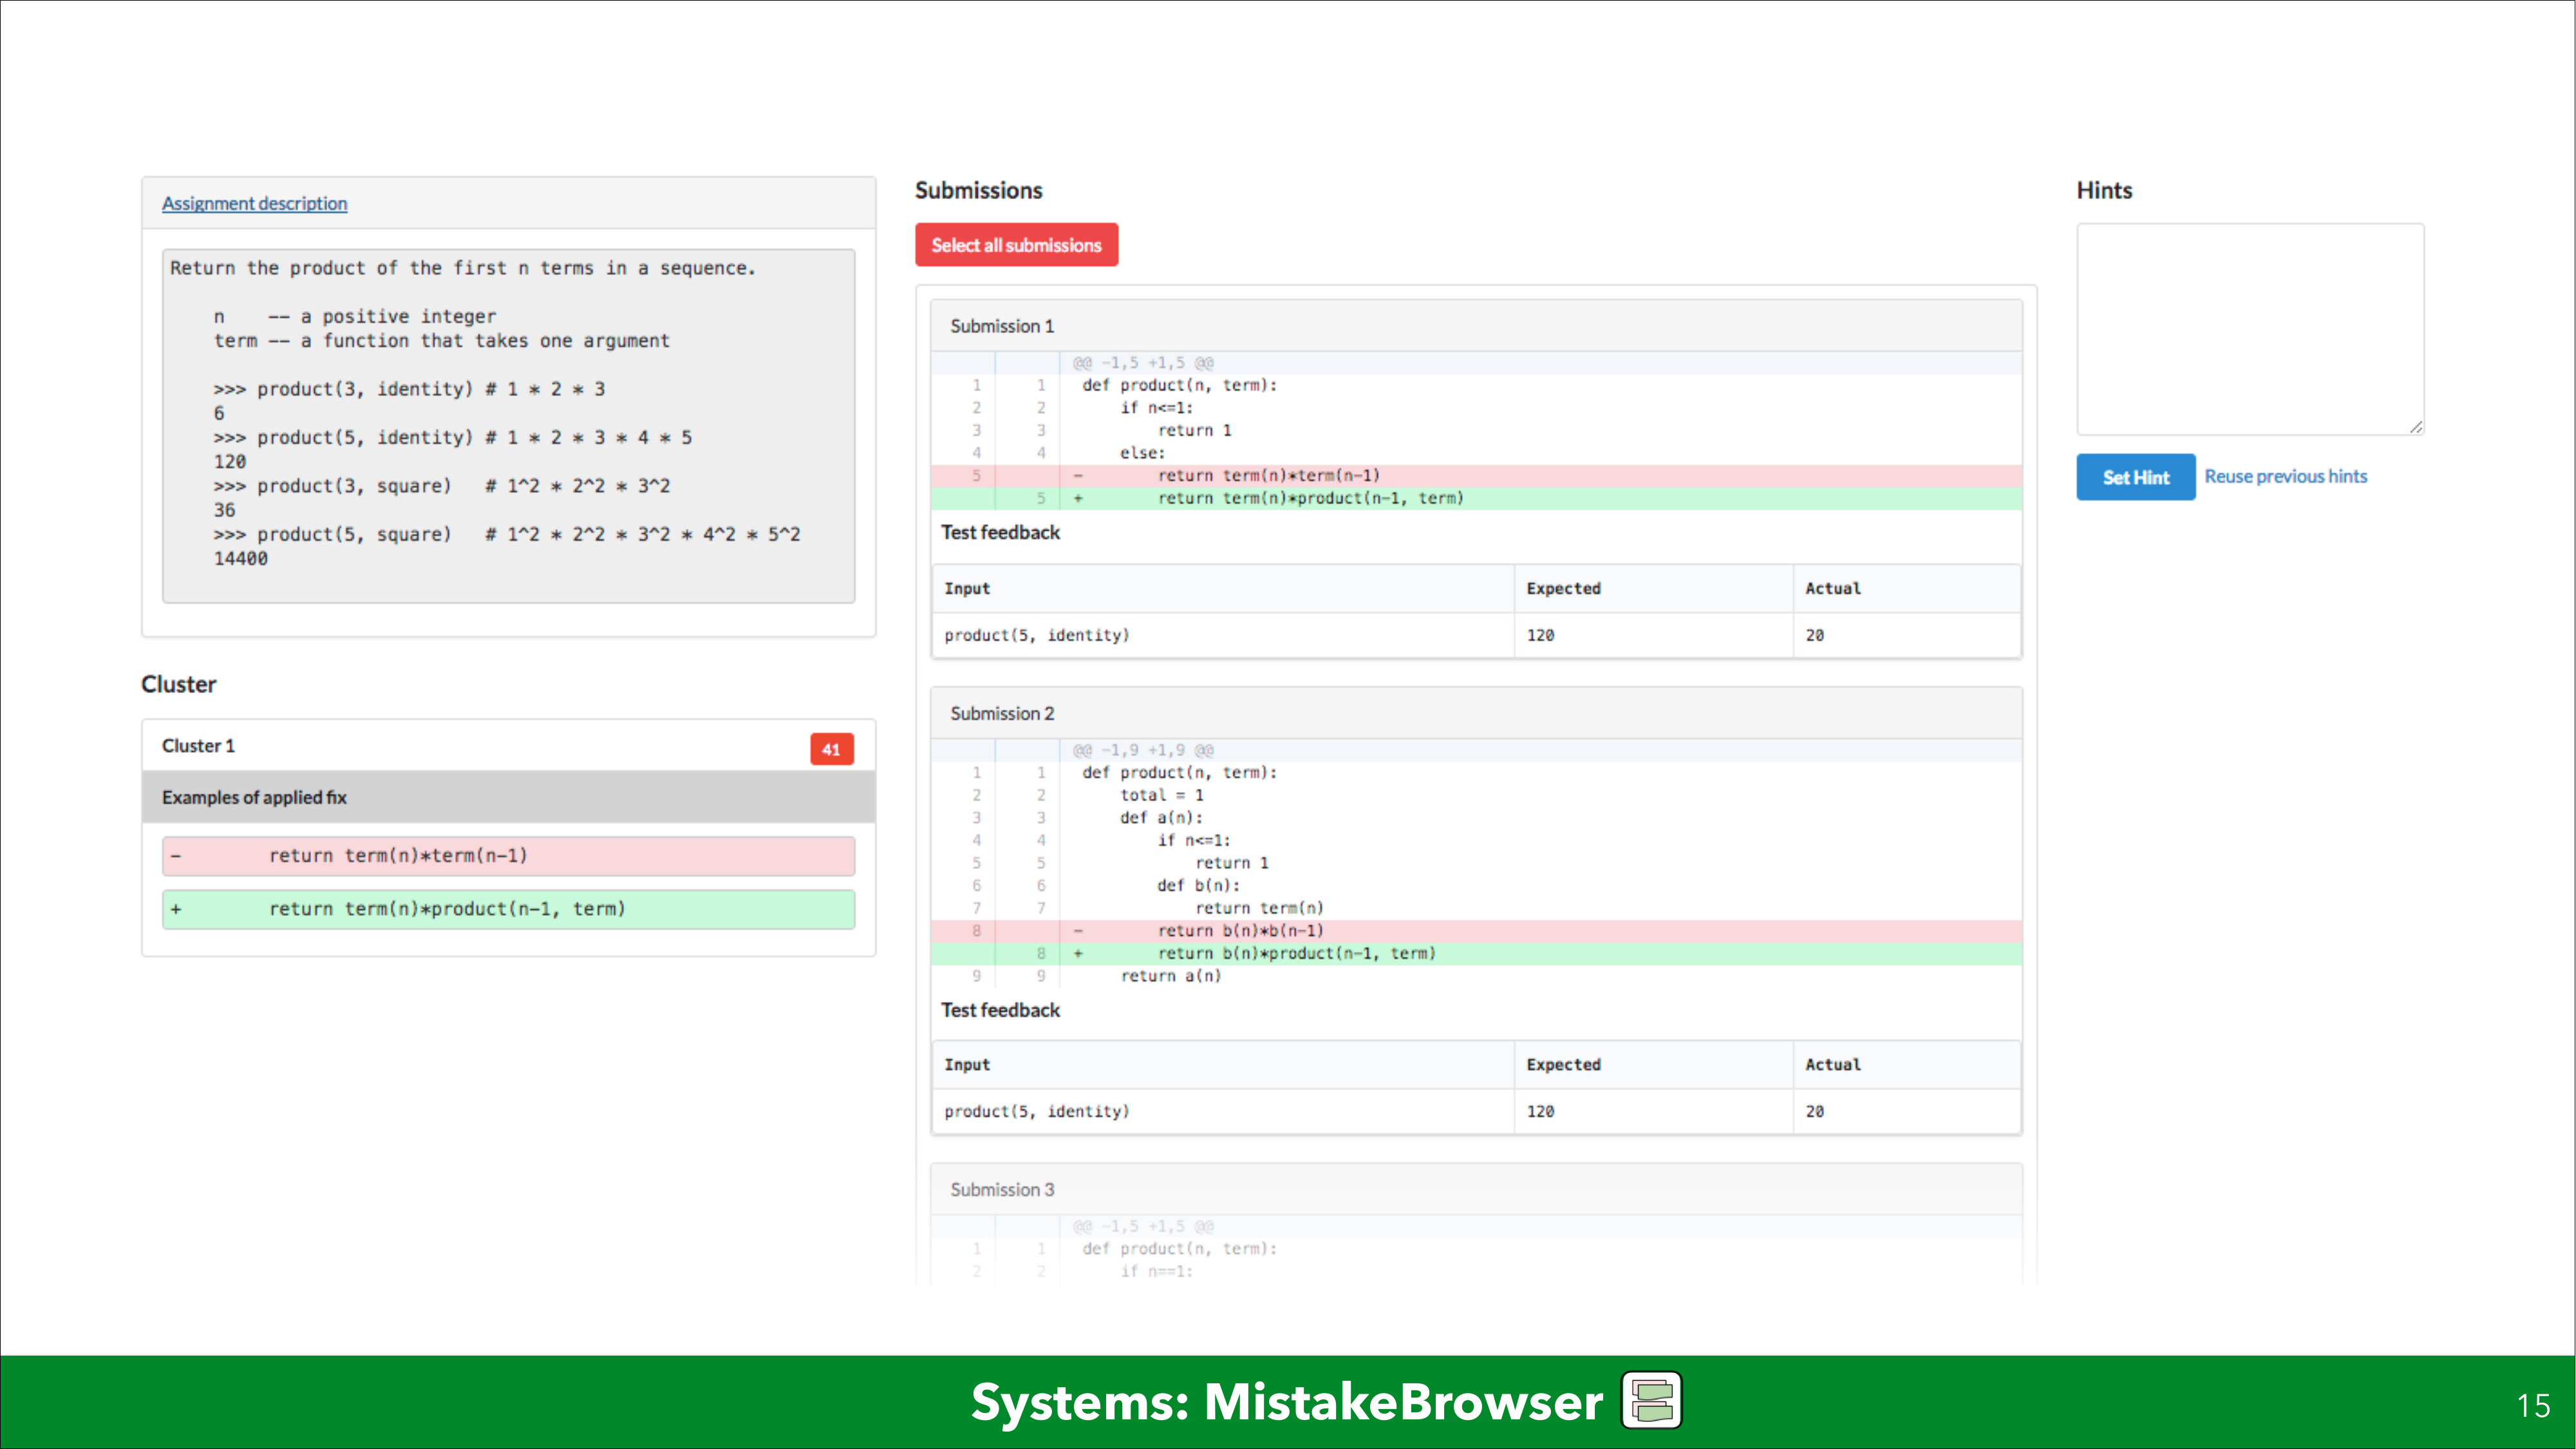 Assignment description
Return the product of the first n terms in a sequence.
n    -- a positive integer
term -- a function that takes one argument
>>> product(3, identity) # 1 * 2 * 3
6
>>> product(5, identity) # 1 * 2 * 3 * 4 * 5
120
>>> product(3, square)   # 1^2 * 2^2 * 3^2
36
>>> product(5, square)   # 1^2 * 2^2 * 3^2 * 4^2 * 5^2
14400
Cluster
Cluster 1 41
Examples of applied fix
-        return term(n)*term(n-1)
+        return term(n)*product(n-1, term)
Submissions
Select all submissions
Submission 1
@@ -1,5 +1,5 @@
1 1 def product(n, term):
2 2     if n<=1:
3 3         return 1
4 4     else:
5 -         return term(n)*term(n-1)
5 +         return term(n)*product(n-1, term)
Test feedback
Input Expected Actual
product(5, identity) 120 20
Submission 2
@@ -1,9 +1,9 @@
1 1 def product(n, term):
2 2     total = 1
3 3     def a(n):
4 4         if n<=1:
5 5             return 1
6 6         def b(n):
7 7             return term(n)
8 -         return b(n)*b(n-1)
8 +         return b(n)*product(n-1, term)
9 9     return a(n)
Test feedback
Input Expected Actual
product(5, identity) 120 20
Submission 3
@@ -1,5 +1,5 @@
1 1 def product(n, term):
2 2     if n==1:
Hints
Set Hint Reuse previous hints
Systems: MistakeBrowser
15